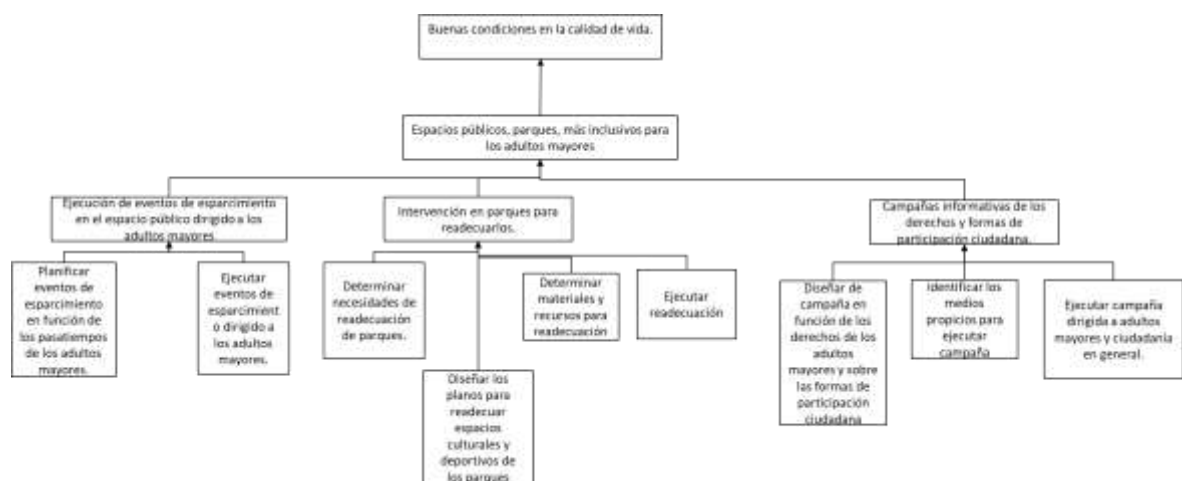 Buenas condiciones en la calidad de vida.
Espacios públicos, parques, más inclusivos para
los adultos mayores
Ejecución de eventos de esparcimiento
en el espacio público dirigido a los
adultos mayores
Intervención en parques para
readecuarlos.
Campañas informativas de los
derechos y formas de
participación ciudadana.
Planificar
eventos de
esparcimiento
en función de
los pasatiempos
de los adultos
mayores.
Ejecutar
eventos de
esparcimient
o dirigido a
los adultos
mayores.
Determinar
necesidades de
readecuación
de parques.
Diseñar los
planos para
readecuar
espacios
culturales y
deportivos de
los parques
Determinar
materiales y
recursos para
readecuación
Ejecutar
readecuación
Diseñar de
campaña en
función de los
derechos de los
adultos
mayores y sobre
las formas de
participación
ciudadana
Identificar los
medios
propicios para
ejecutar
campaña
Ejecutar campaña
dirigida a adultos
mayores y ciudadanía
en general.